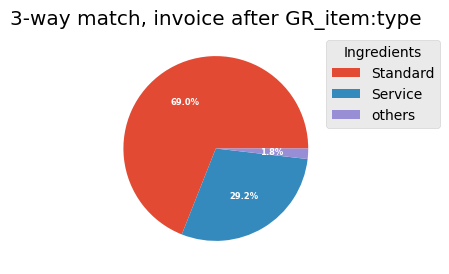 3-way match, invoice after GR_item:type
Ingredients
Standard
Service
others
69.0%
1.8%
29.2%